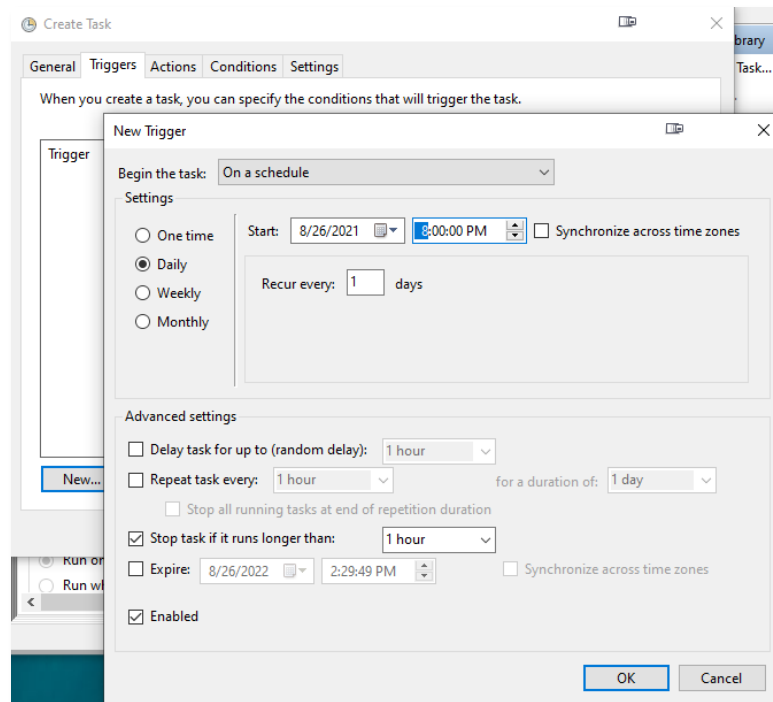 Create Task
brary
General Triggers Actions Conditions Settings
Task...
When you create a task, you can specify the conditions that will trigger the task.
New Trigger
Trigger
Begin the task: On a schedule
Settings
One time
Start: 8/26/2021 8:00:00 PM Synchronize across time zones
Daily
Recur every: 1 days
Weekly
Monthly
Advanced settings
Delay task for up to (random delay): 1 hour
New...
Repeat task every: 1 hour for a duration of: 1 day
Stop all running tasks at end of repetition duration
Stop task if it runs longer than: 1 hour
Run or
Expire: 8/26/2022 2:29:49 PM Synchronize across time zones
Run wl
Enabled
OK Cancel